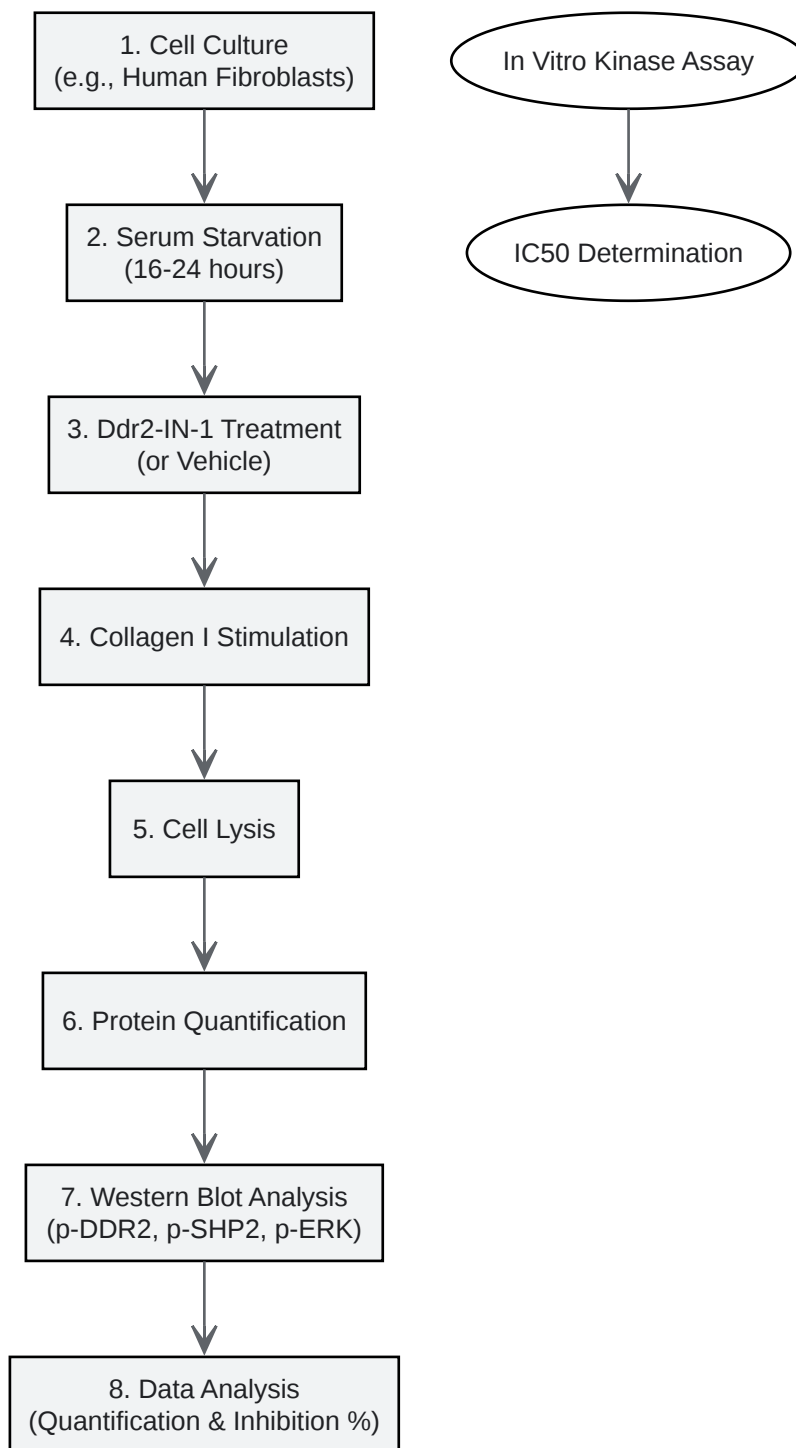 1. Cell Culture
(e.g., Human Fibroblasts)
In Vitro Kinase Assay
2. Serum Starvation
(16-24 hours)
IC50 Determination
3. Ddr2-IN-1 Treatment
(or Vehicle)
4. Collagen I Stimulation
5. Cell Lysis
6. Protein Quantification
7. Western Blot Analysis
(p-DDR2, p-SHP2, p-ERK)
8. Data Analysis
(Quantification & Inhibition %)